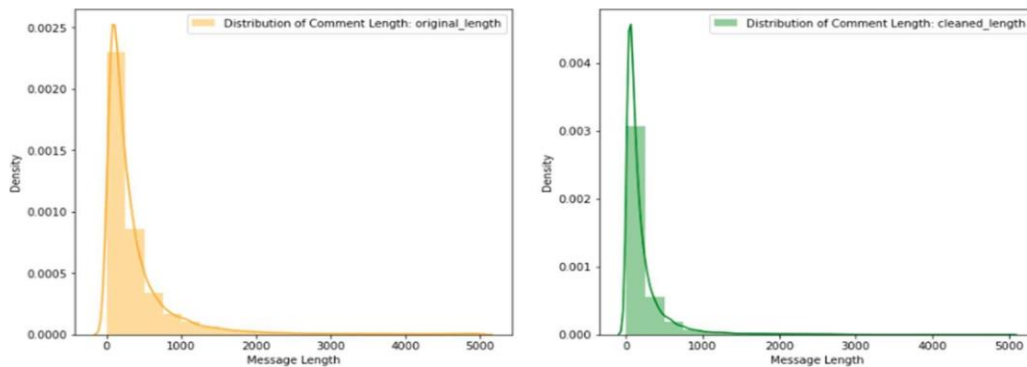 Distribution of Comment Length: original_length
0.0025
0.0020
0.0015
0.0010
0.0005
0.0000
Density
0 1000 2000 3000 4000 5000
Message Length
Distribution of Comment Length: cleaned_length
0.004
0.003
0.002
0.001
0.000
Density
0 1000 2000 3000 4000 5000
Message Length